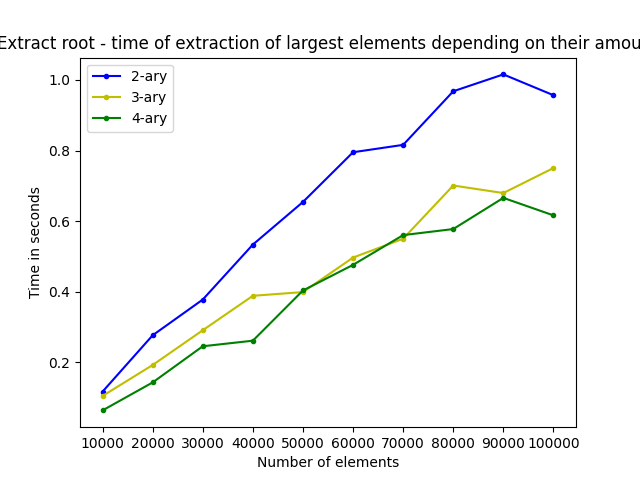 Extract root - time of extraction of largest elements depending on their amou
2-ary
3-ary
4-ary
1.0
0.8
0.6
0.4
0.2
Time in seconds
10000 20000 30000 40000 50000 60000 70000 80000 90000 100000
Number of elements